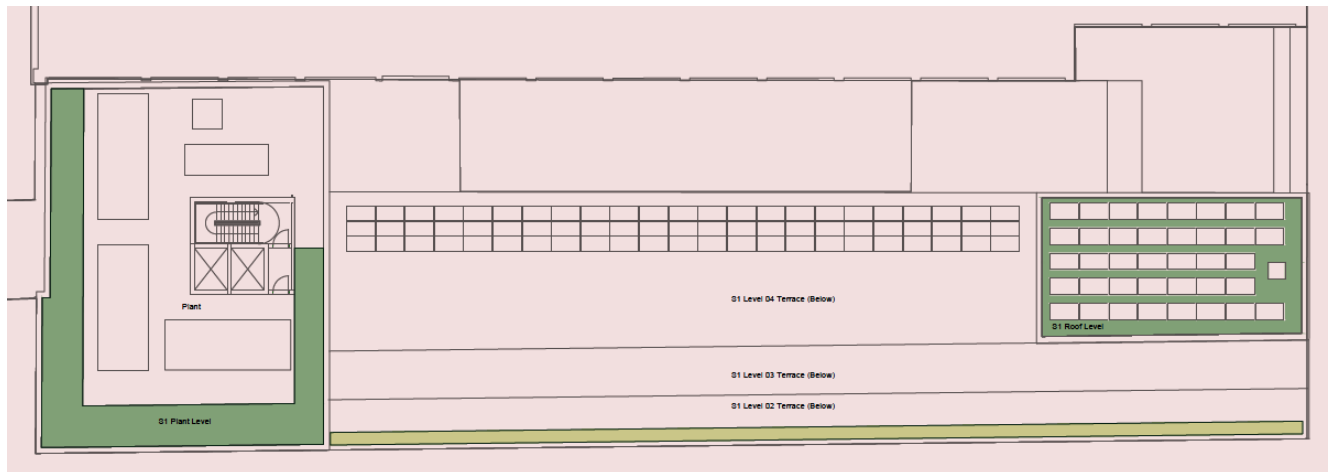 Plant
S1 Level 04 Terrace (Below)
S1 Roof Level
S1 Level 03 Terrace (Below)
S1 Level 02 Terrace (Below)
S1 Plant Level